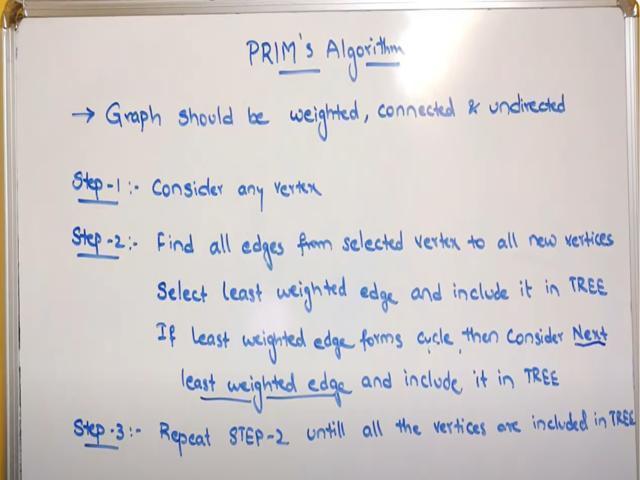 PRIM's Algorithm
→ Graph should be weighted, connected & undirected
Step-1:- Consider any vertex
Step-2:- Find all edges from selected vertex to all new vertices
Select least weighted edge and include it in TREE
If least weighted edge forms cycle, then consider Next
least weighted edge and include it in TREE
Step-3:- Repeat STEP-2 untill all the vertices are included in TREE